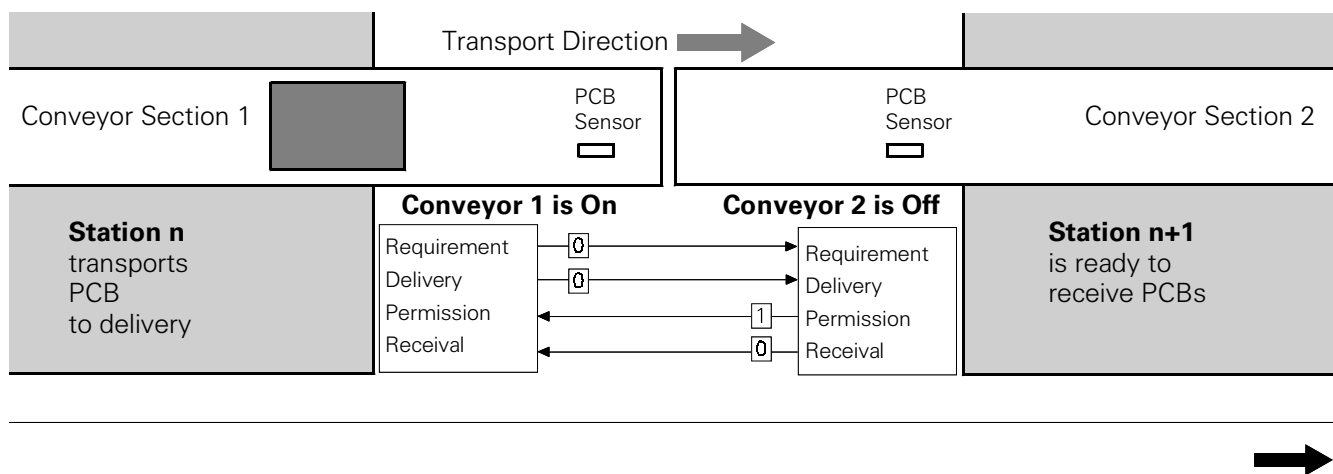 Transport Direction
Conveyor Section 1
PCB
Sensor
PCB
Sensor
Conveyor Section 2
Conveyor 1 is On
Conveyor 2 is Off
Station n
transports
PCB
to delivery
Requirement
Delivery
Permission
Receival
0
0
1
0
Requirement
Delivery
Permission
Receival
Station n+1
is ready to
receive PCBs